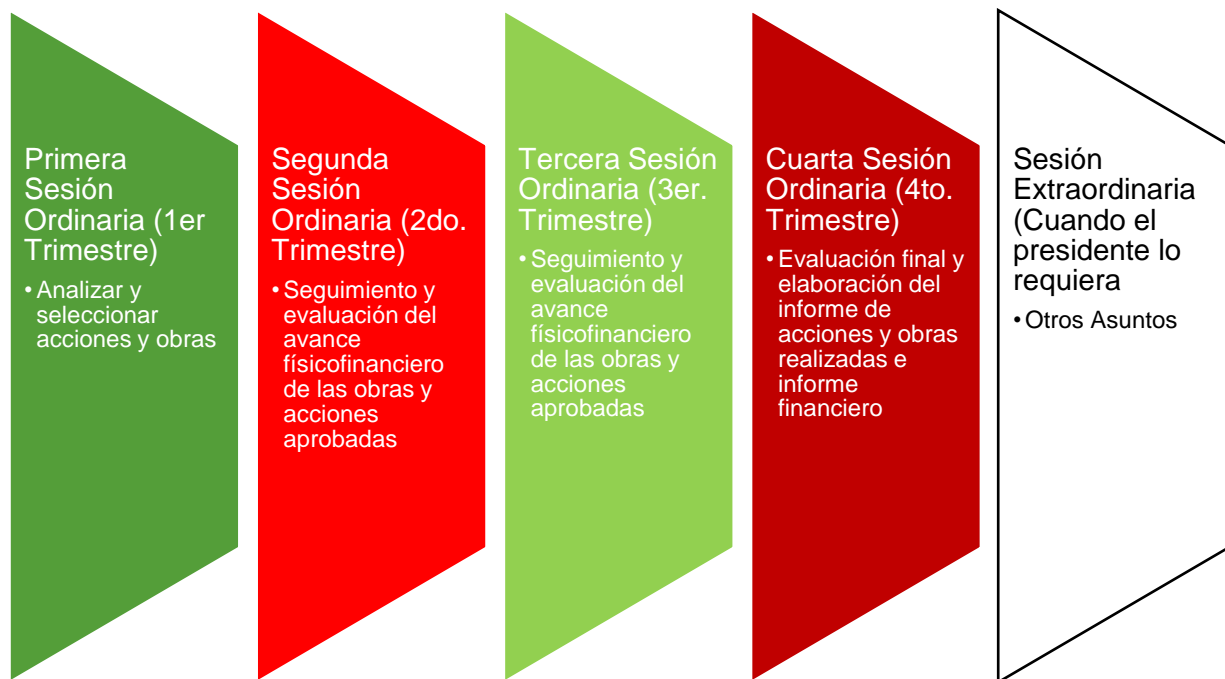 Primera
Sesión
Ordinaria (1er
Trimestre)
• Analizar y
seleccionar
acciones y obras
Segunda
Sesión
Ordinaria (2do.
Trimestre)
• Seguimiento y
evaluación del
avance
físicofinanciero
de las obras y
acciones
aprobadas
Tercera Sesión
Ordinaria (3er.
Trimestre)
• Seguimiento y
evaluación del
avance
físicofinanciero
de las obras y
acciones
aprobadas
Cuarta Sesión
Ordinaria (4to.
Trimestre)
• Evaluación final y
elaboración del
informe de
acciones y obras
realizadas e
informe
financiero
Sesión
Extraordinaria
(Cuando el
presidente lo
requiera
• Otros Asuntos